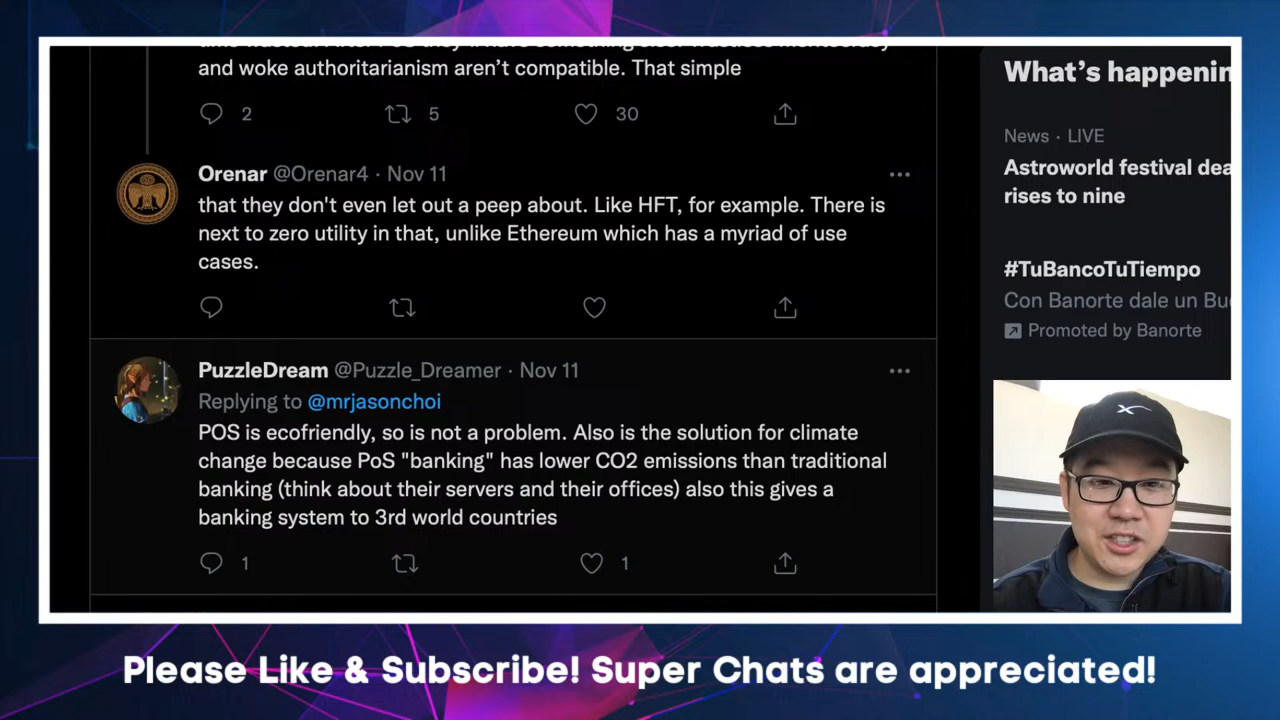 and woke authoritarianism aren’t compatible. That simple
2 5 30
Orenar @Orenar4 · Nov 11
that they don't even let out a peep about. Like HFT, for example. There is
next to zero utility in that, unlike Ethereum which has a myriad of use
cases.
PuzzleDream @Puzzle_Dreamer · Nov 11
Replying to @mrjasonchoi
POS is ecofriendly, so is not a problem. Also is the solution for climate
change because PoS "banking" has lower CO2 emissions than traditional
banking (think about their servers and their offices) also this gives a
banking system to 3rd world countries
1 1
What’s happenin
News · LIVE
Astroworld festival dea
rises to nine
#TuBancoTuTiempo
Con Banorte dale un Bu
Promoted by Banorte
Please Like & Subscribe! Super Chats are appreciated!